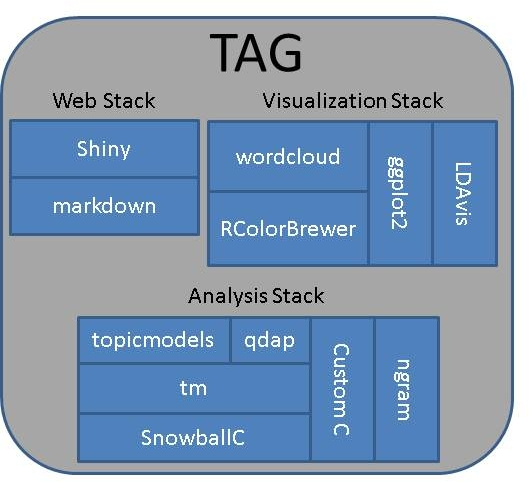 TAG
Web Stack
Shiny
markdown
Visualization Stack
wordcloud
RColorBrewer
ggplot2
LDAvis
Analysis Stack
topicmodels
qdap
tm
SnowballC
Custom C
ngram